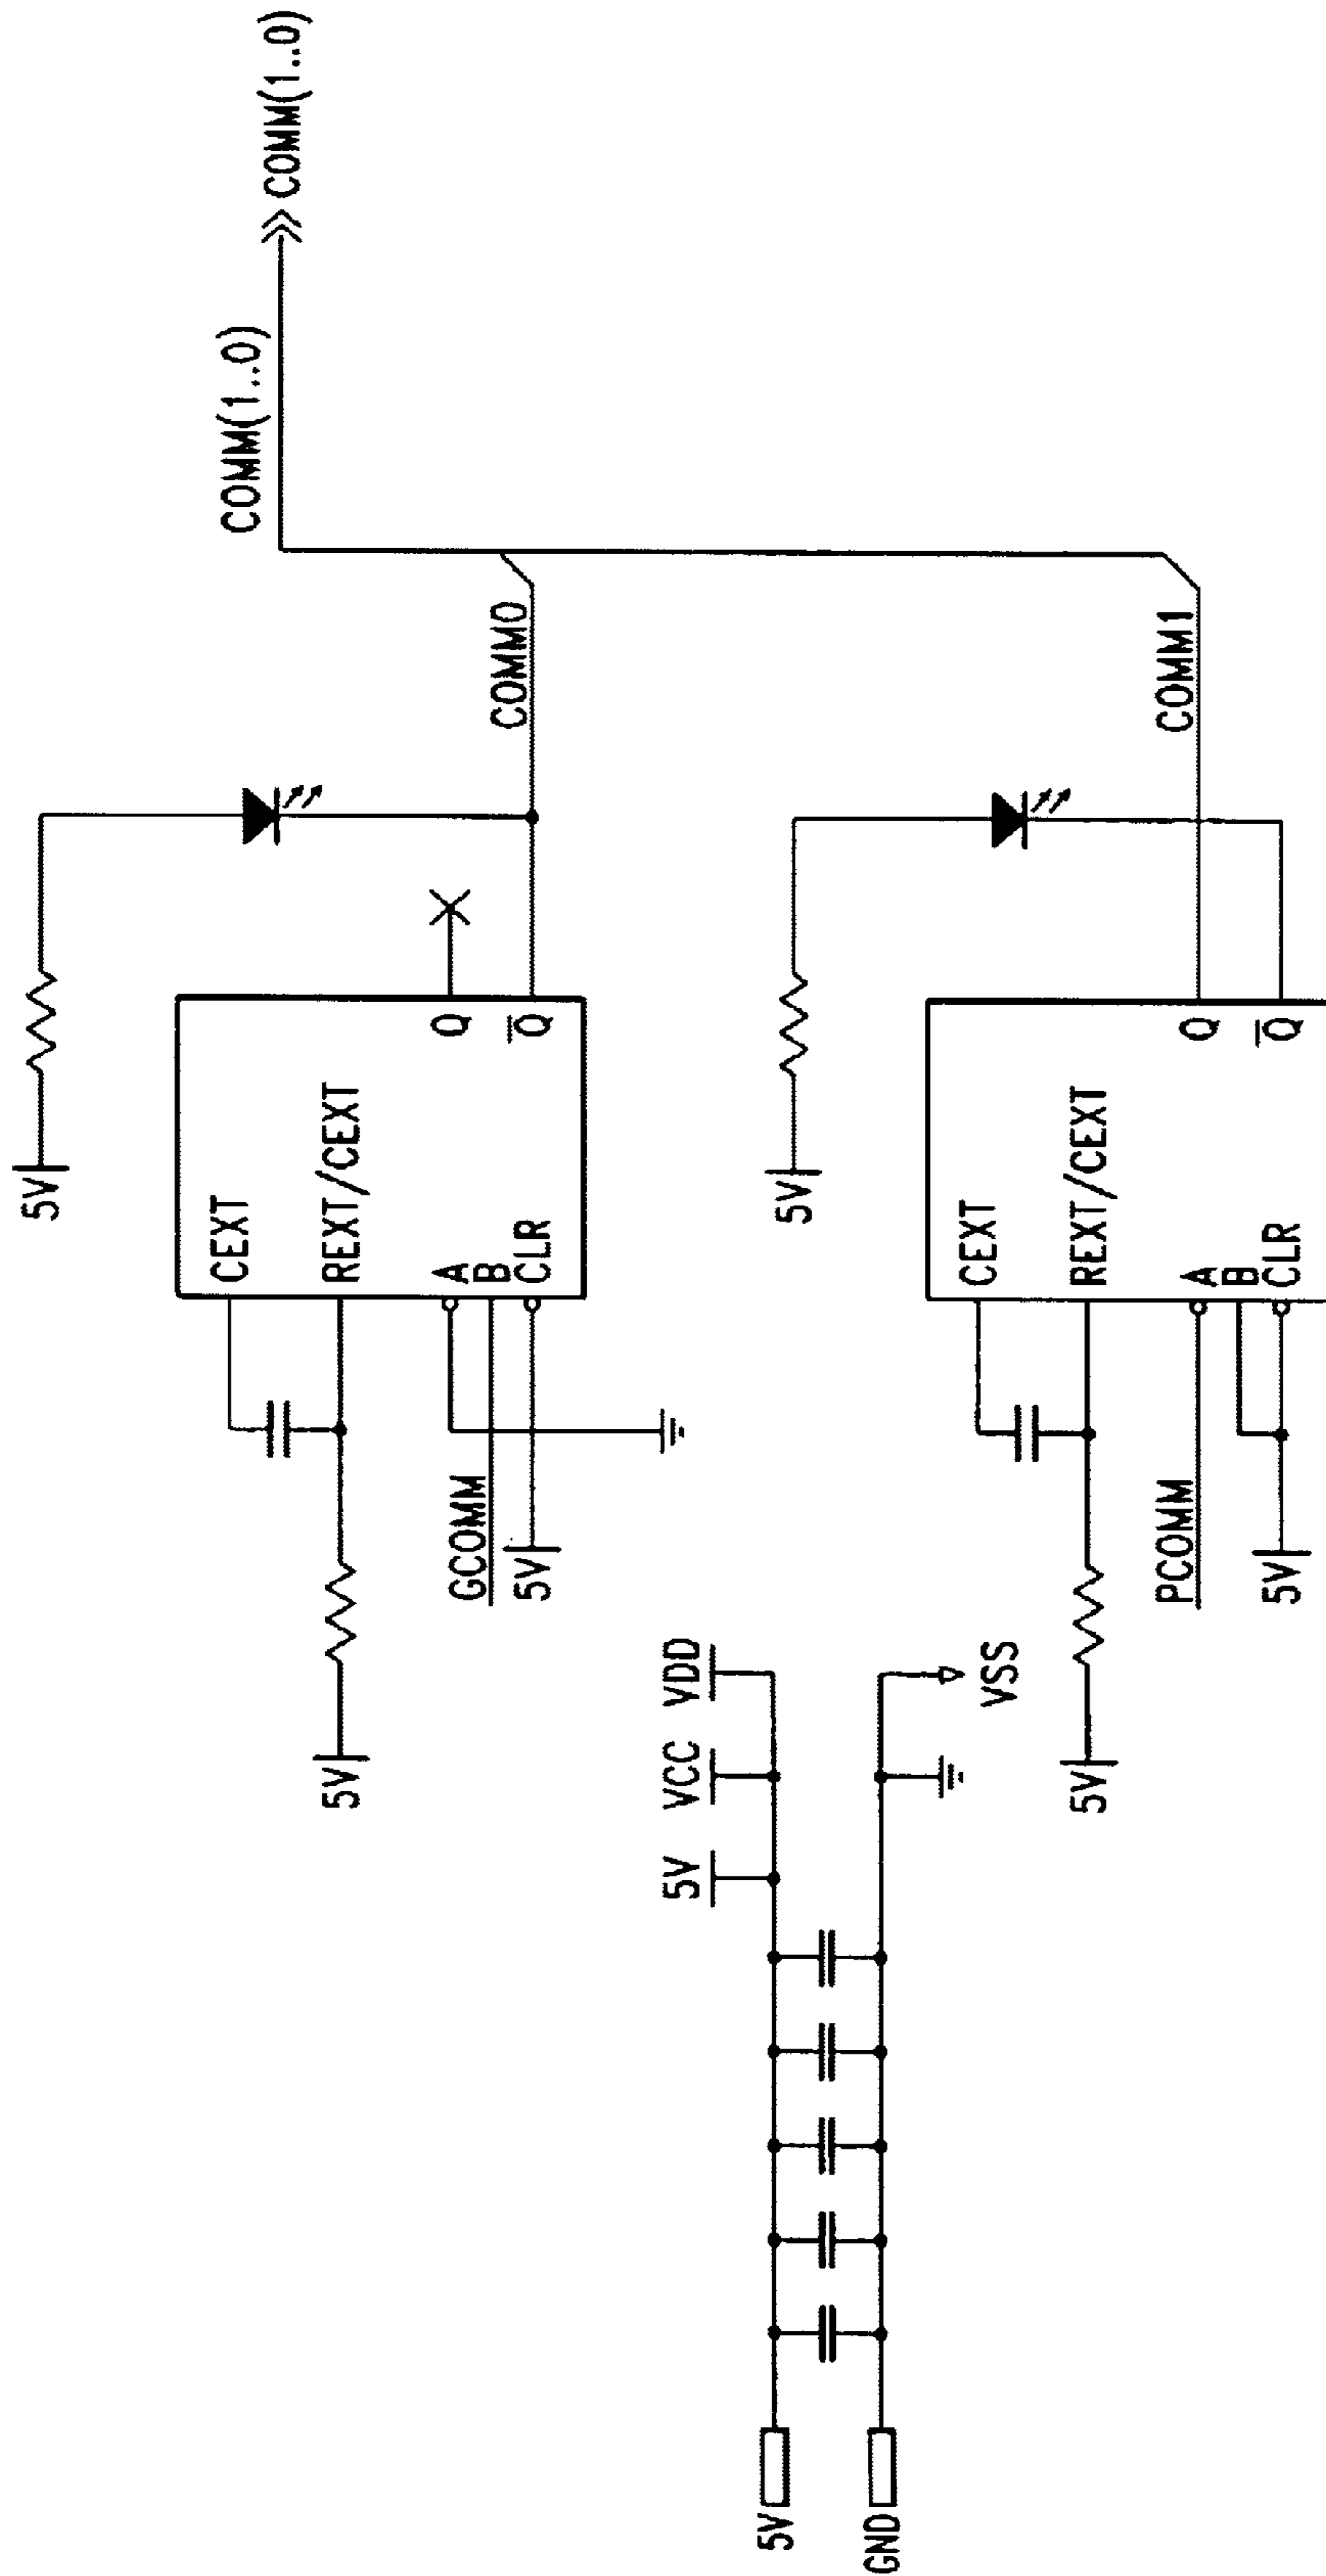 COMM(1..0)
COMM(1..0)
5V
CEXT
REXT/CEXT
A
B
CLR
Q
Q̅
5V
GCOMM
5V
COMM0
5V
CEXT
REXT/CEXT
A
B
CLR
Q
Q̅
5V
PCOMM
5V
COMM1
5V
VCC
VDD
VSS
5V
GND